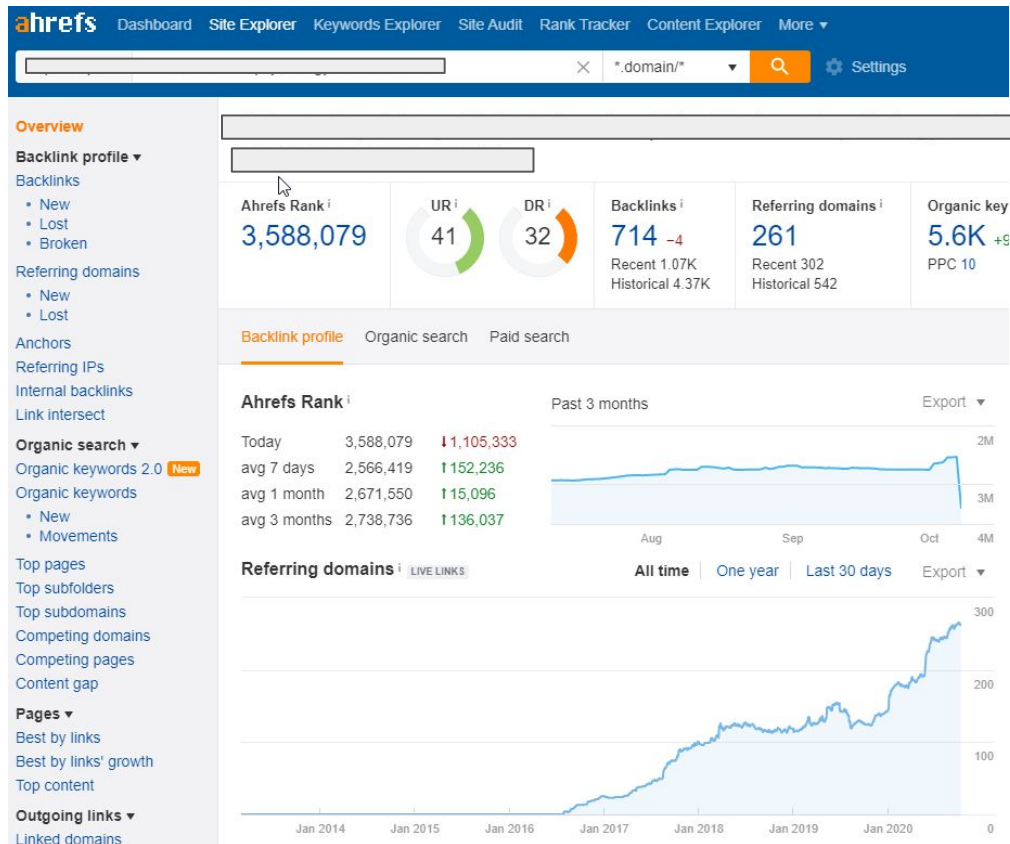 ahrefs Dashboard Site Explorer Keywords Explorer Site Audit Rank Tracker Content Explorer More ▾
*.domain/* ▾ Settings
Overview
Backlink profile ▾
Backlinks
• New
• Lost
• Broken
Referring domains
• New
• Lost
Anchors
Referring IPs
Internal backlinks
Link intersect
Organic search ▾
Organic keywords 2.0 New
Organic keywords
• New
• Movements
Top pages
Top subfolders
Top subdomains
Competing domains
Competing pages
Content gap
Pages ▾
Best by links
Best by links' growth
Top content
Outgoing links ▾
Linked domains
Ahrefs Rank i
3,588,079
UR i
41
DR i
32
Backlinks i
714 –4
Recent 1.07K
Historical 4.37K
Referring domains i
261
Recent 302
Historical 542
Organic key
5.6K +9
PPC 10
Backlink profile Organic search Paid search
Ahrefs Rank i
Past 3 months Export ▾
Today 3,588,079 ↓1,105,333
avg 7 days 2,566,419 ↑152,236
avg 1 month 2,671,550 ↑15,096
avg 3 months 2,738,736 ↑136,037
2M
3M
Aug Sep Oct 4M
Referring domains i LIVE LINKS
All time One year Last 30 days Export ▾
300
200
100
Jan 2014 Jan 2015 Jan 2016 Jan 2017 Jan 2018 Jan 2019 Jan 2020 0